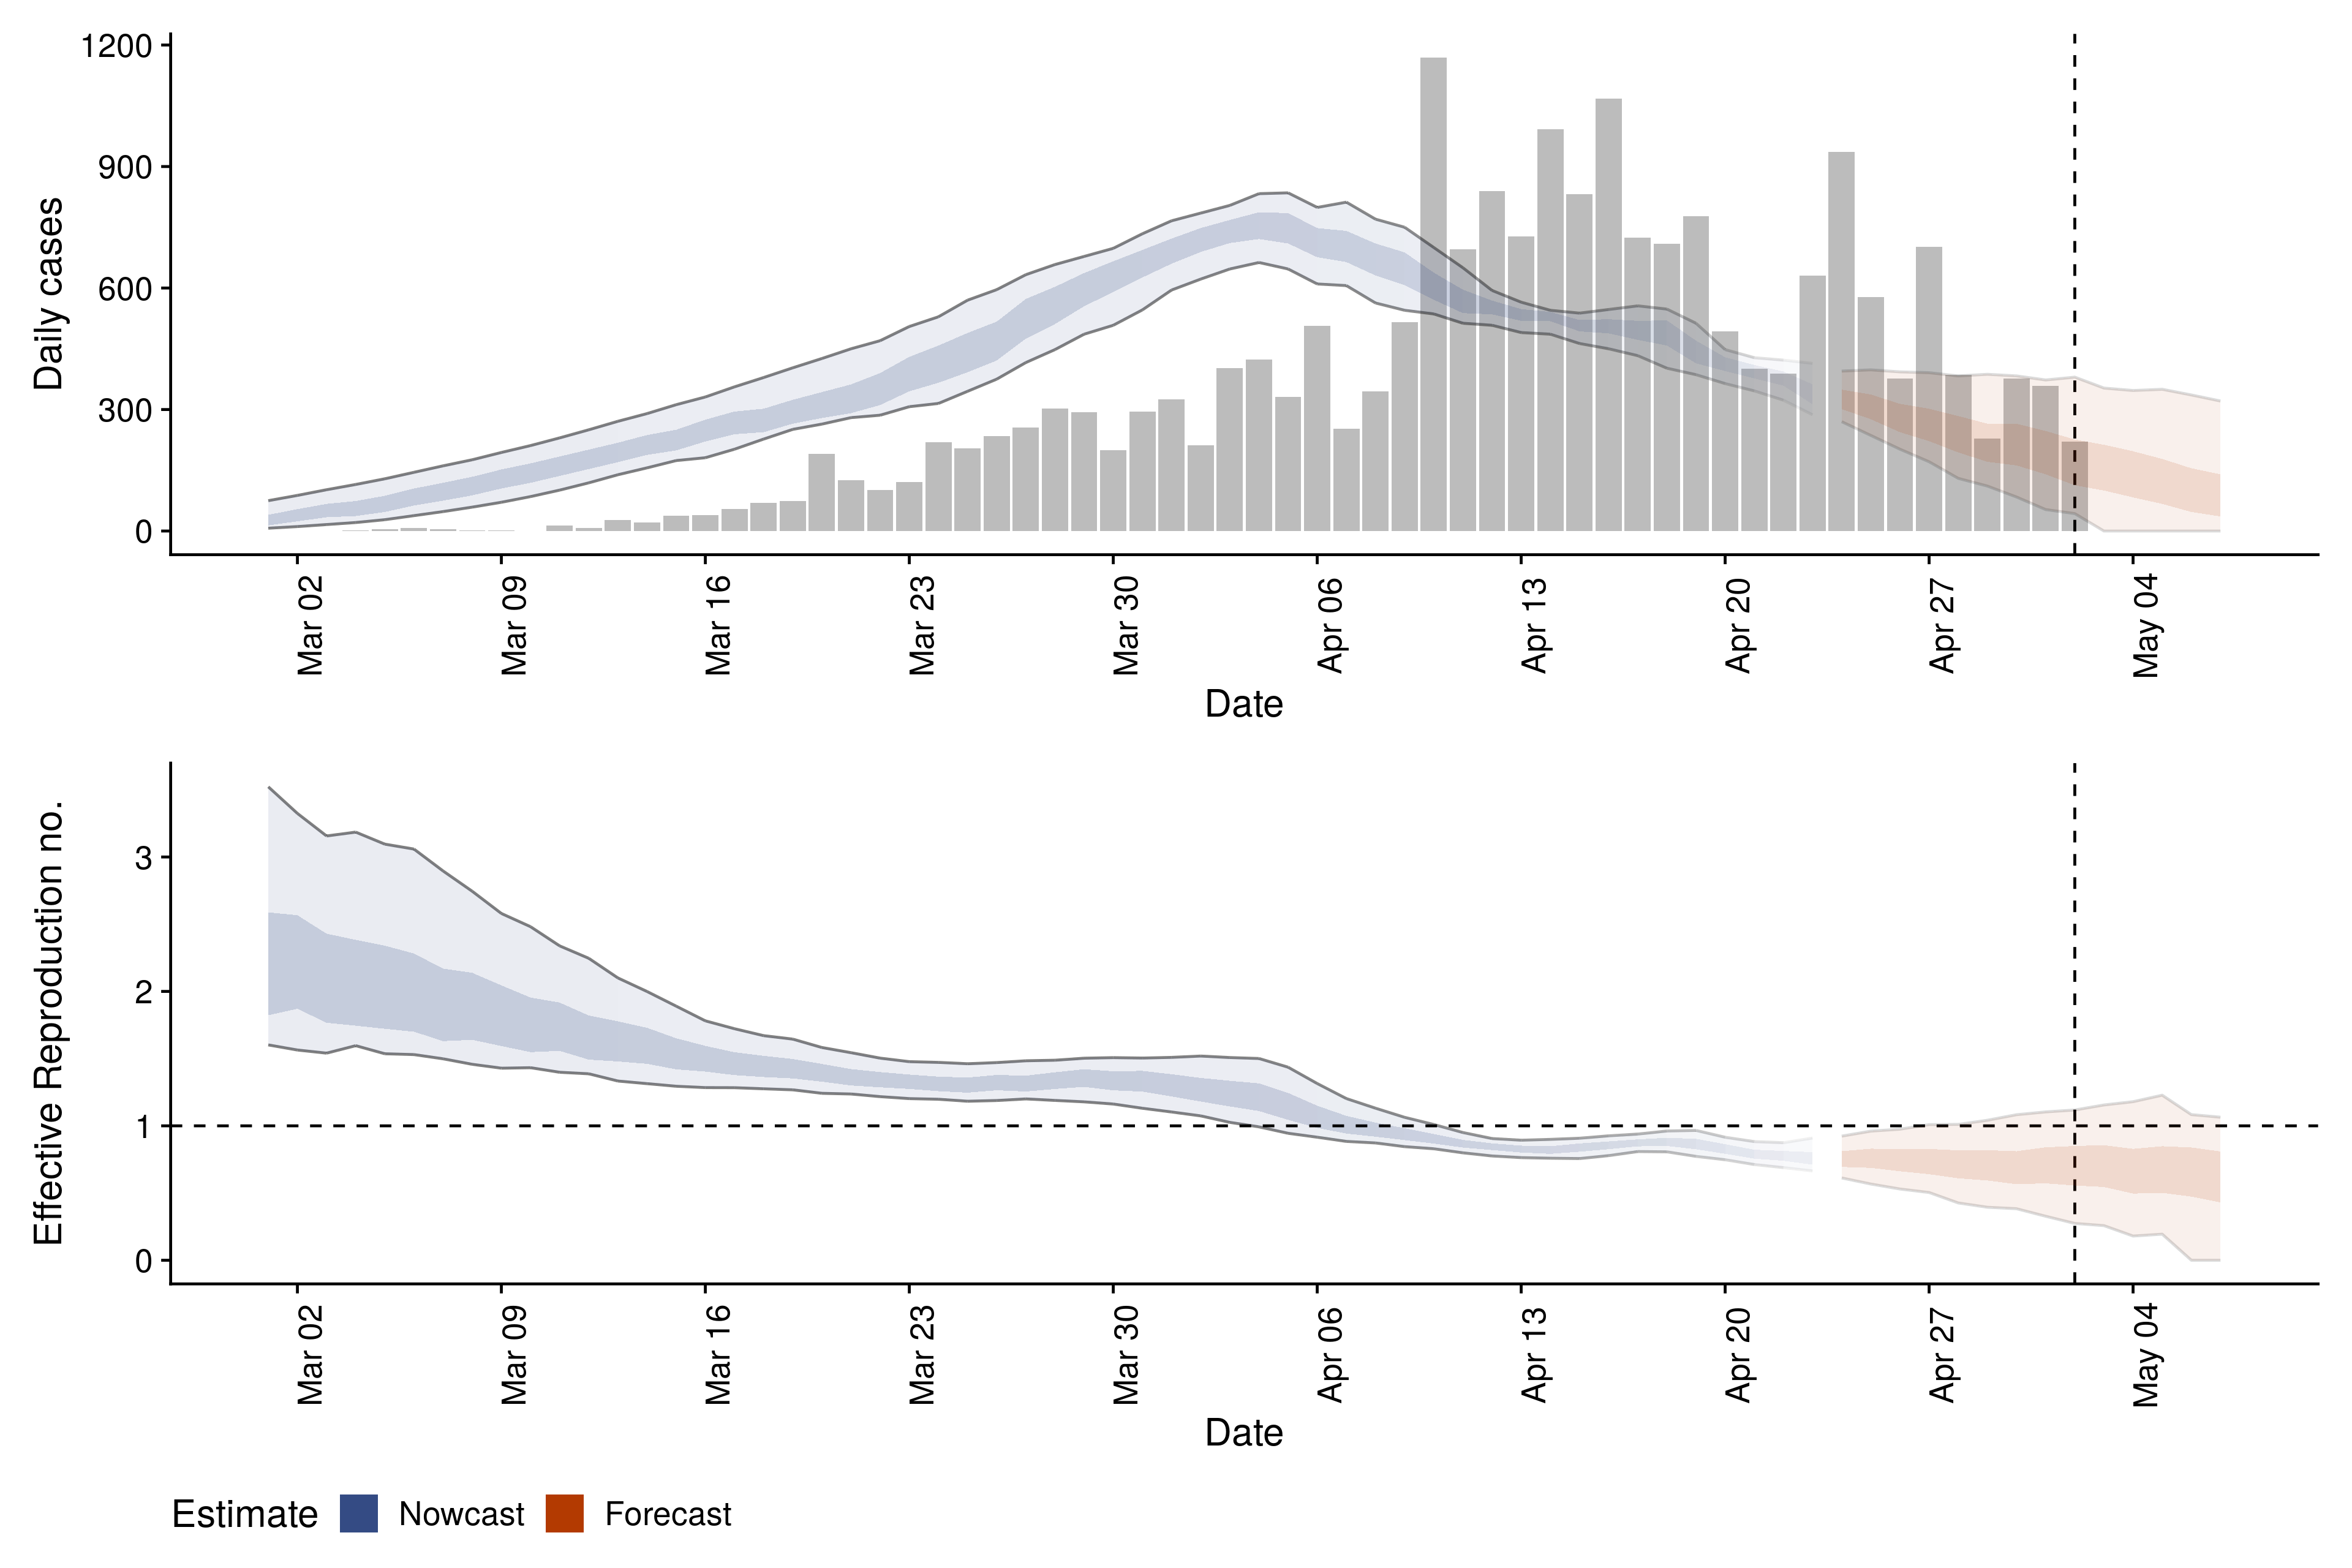 1200
900
600
300
0
Daily cases
Mar 02
Mar 09
Mar 16
Mar 23
Mar 30
Apr 06
Apr 13
Apr 20
Apr 27
May 04
Date
3
2
1
0
Effective Reproduction no.
Mar 02
Mar 09
Mar 16
Mar 23
Mar 30
Apr 06
Apr 13
Apr 20
Apr 27
May 04
Date
Estimate Nowcast Forecast